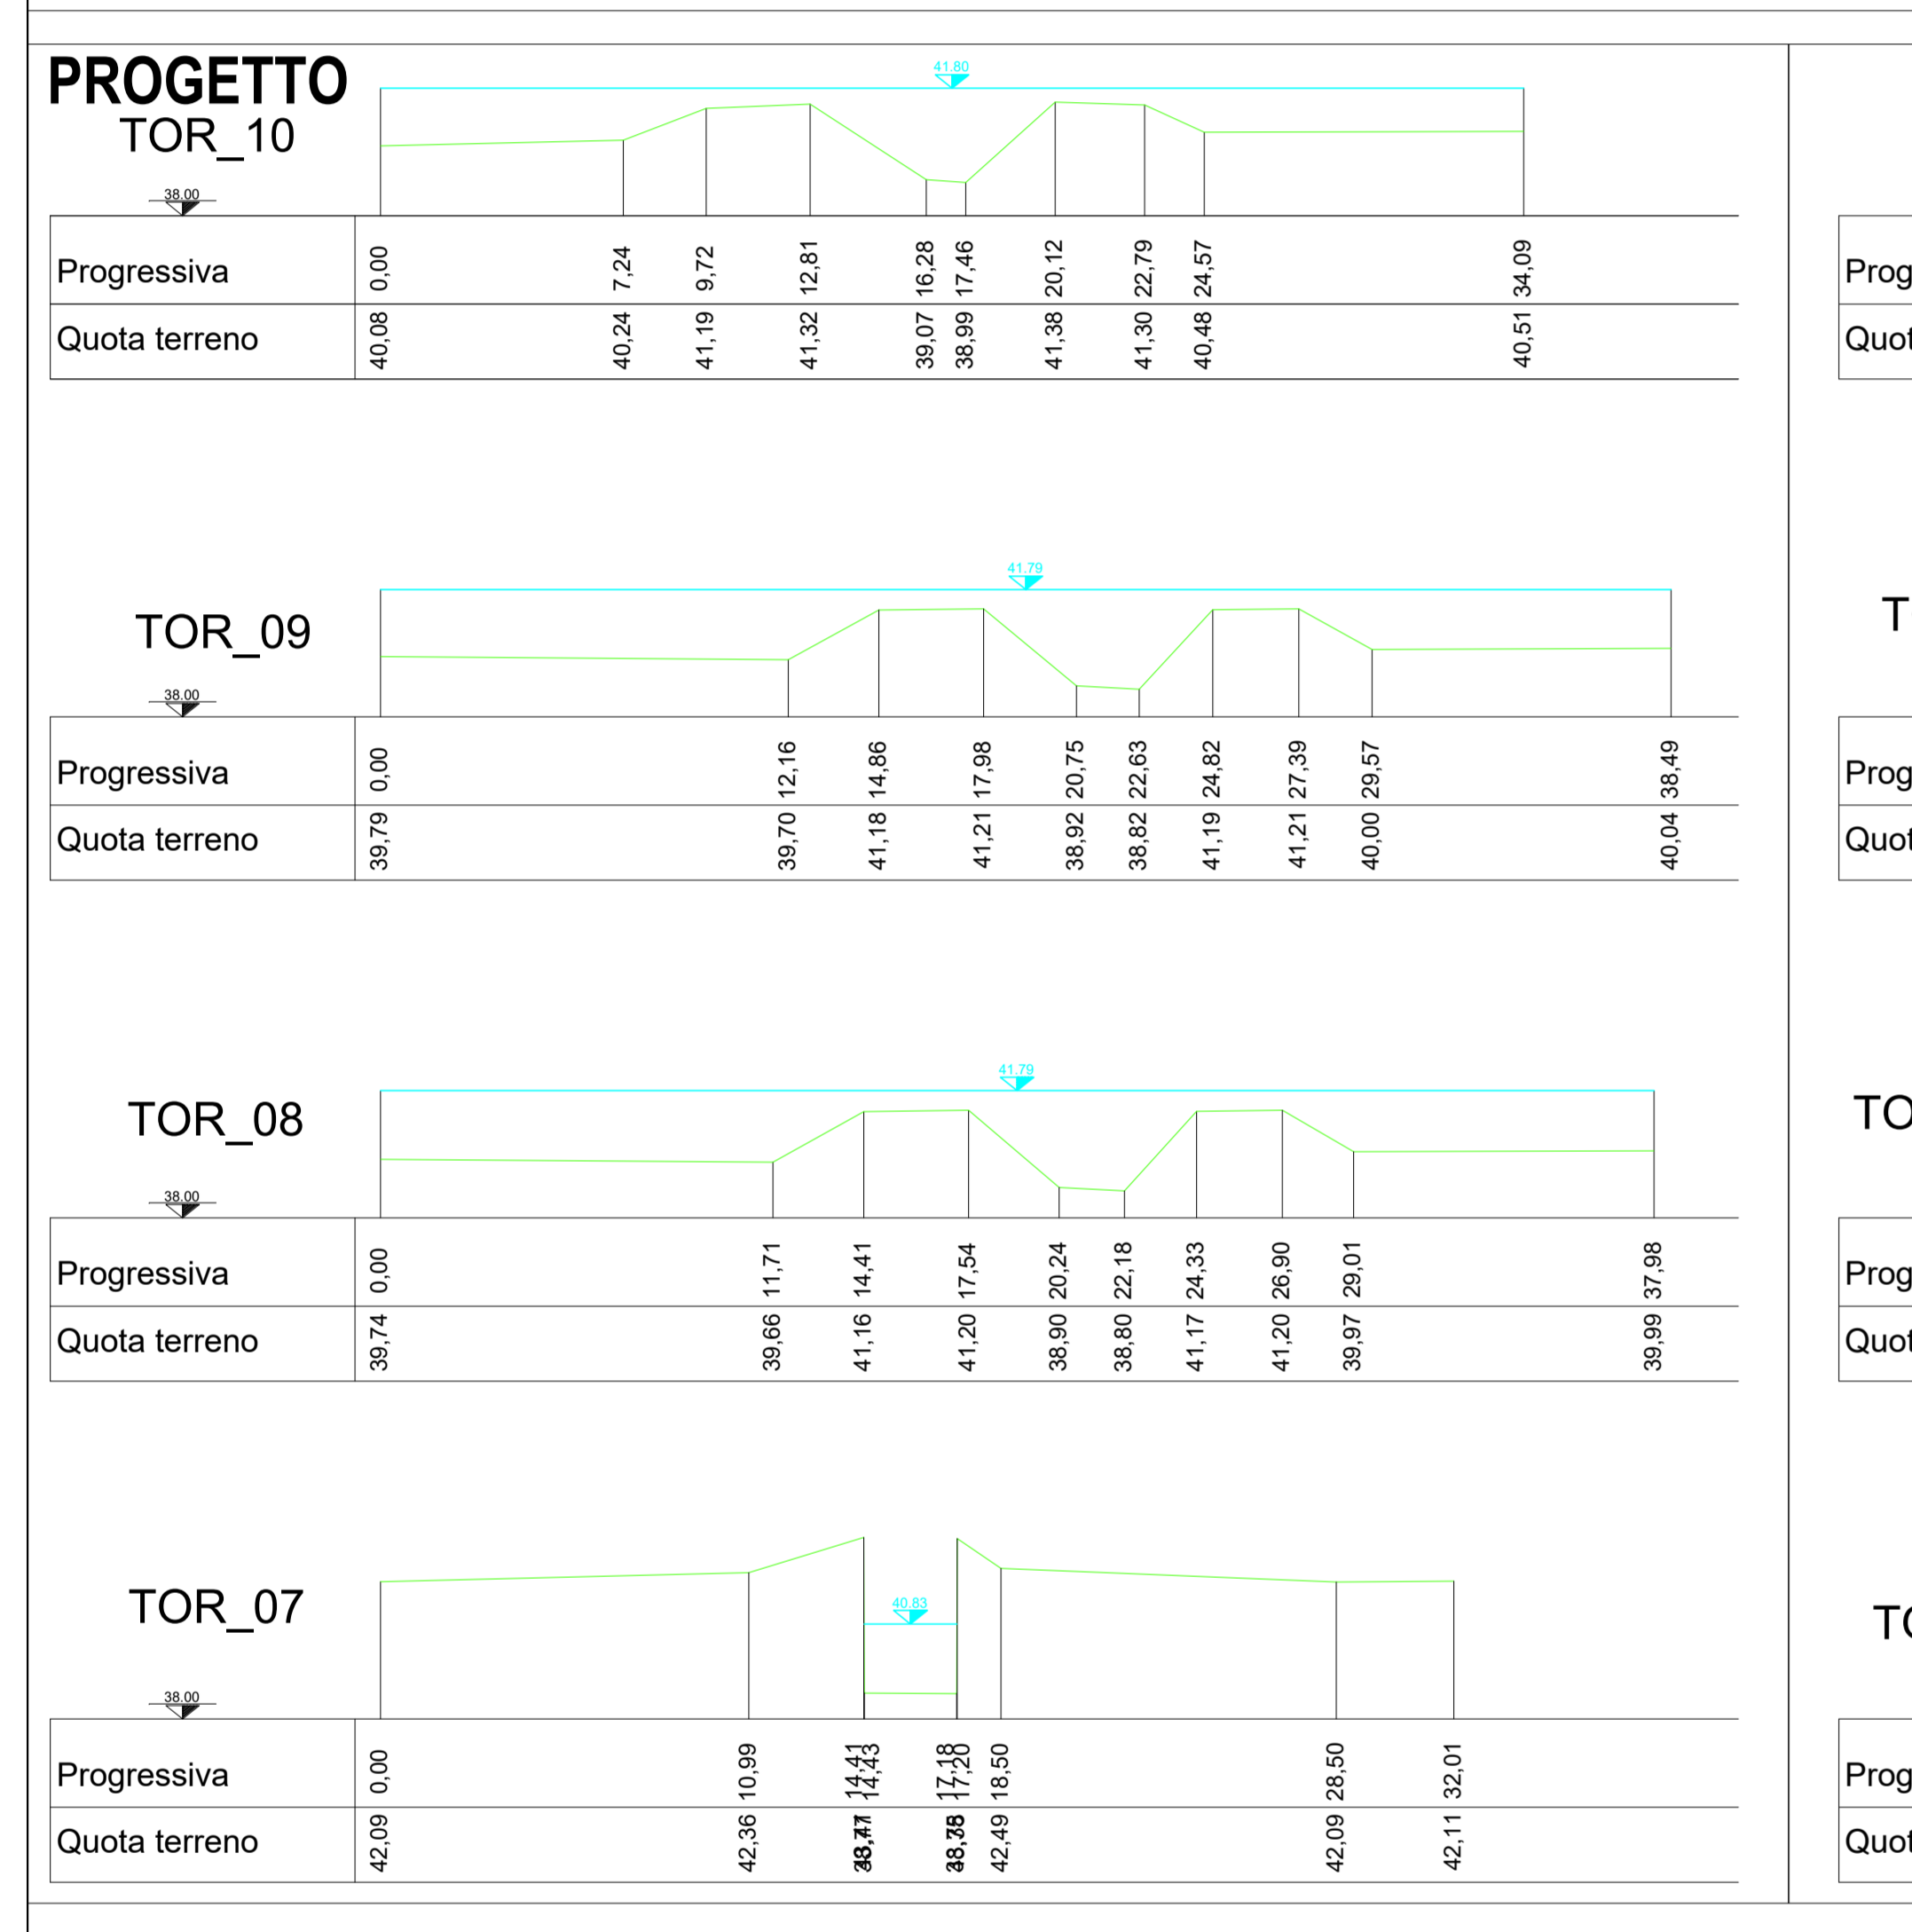 PROGETTO
TOR_10
41.80
38.00
Progressiva 0,00 7,24 9,72 12,81 16,28 17,46 20,12 22,79 24,57 34,09
Quota terreno 40,08 40,24 41,19 41,32 39,07 38,99 41,38 41,30 40,48 40,51
Prog
Quot
TOR_09
41.79
38.00
Progressiva 0,00 12,16 14,86 17,98 20,75 22,63 24,82 27,39 29,57 38,49
Quota terreno 39,79 39,70 41,18 41,21 38,92 38,82 41,19 41,21 40,00 40,04
T
Prog
Quot
TOR_08
41.79
38.00
Progressiva 0,00 11,71 14,41 17,54 20,24 22,18 24,33 26,90 29,01 37,98
Quota terreno 39,74 39,66 41,16 41,20 38,90 38,80 41,17 41,20 39,97 39,99
TO
Prog
Quot
TOR_07
40.83
38.00
Progressiva 0,00 10,99 14,41 14,43 17,18 17,20 18,50 28,50 32,01
Quota terreno 42,09 42,36 42,49 42,09 42,11
TO
Prog
Quot